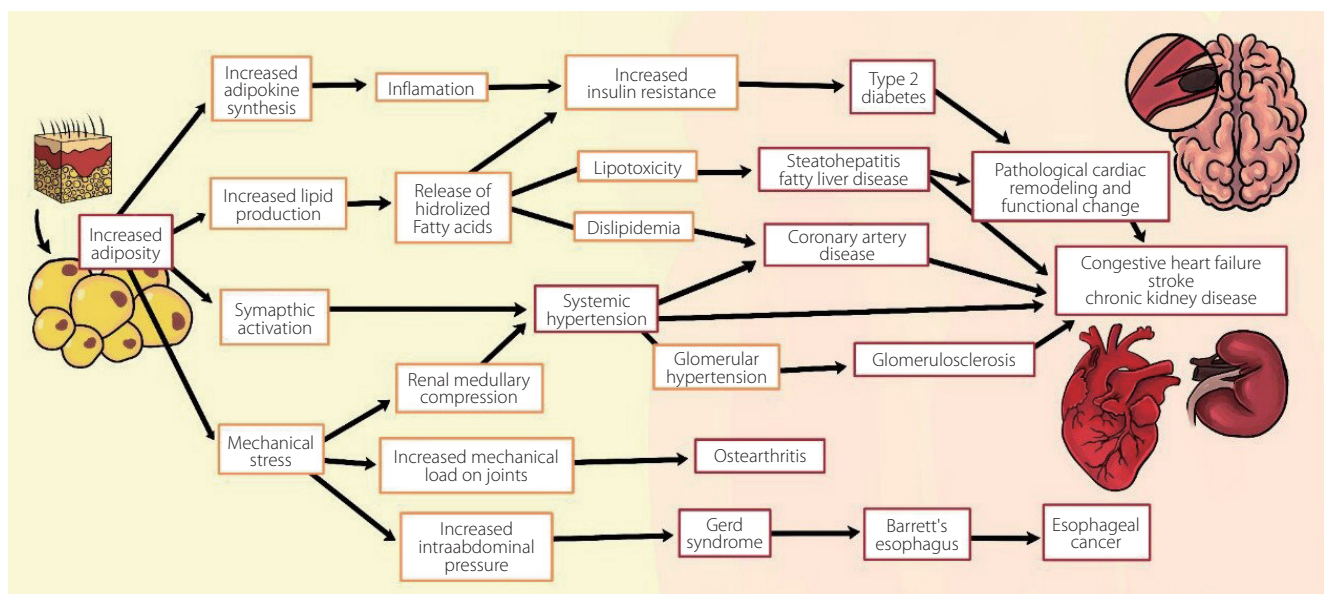 Increased
adipokine
synthesis
Inflamation
Increased
insulin resistance
Type 2
diabetes
Increased lipid
production
Release of
hidrolized
Fatty acids
Lipotoxicity
Steatohepatitis
fatty liver disease
Pathological cardiac
remodeling and
functional change
Increased
adiposity
Dislipidemia
Coronary artery
disease
Congestive heart failure
stroke
chronic kidney disease
Symapthic
activation
Systemic
hypertension
Glomerular
hypertension
Glomerulosclerosis
Renal medullary
compression
Mechanical
stress
Increased mechanical
load on joints
Ostearthritis
Increased
intraabdominal
pressure
Gerd
syndrome
Barrett's
esophagus
Esophageal
cancer